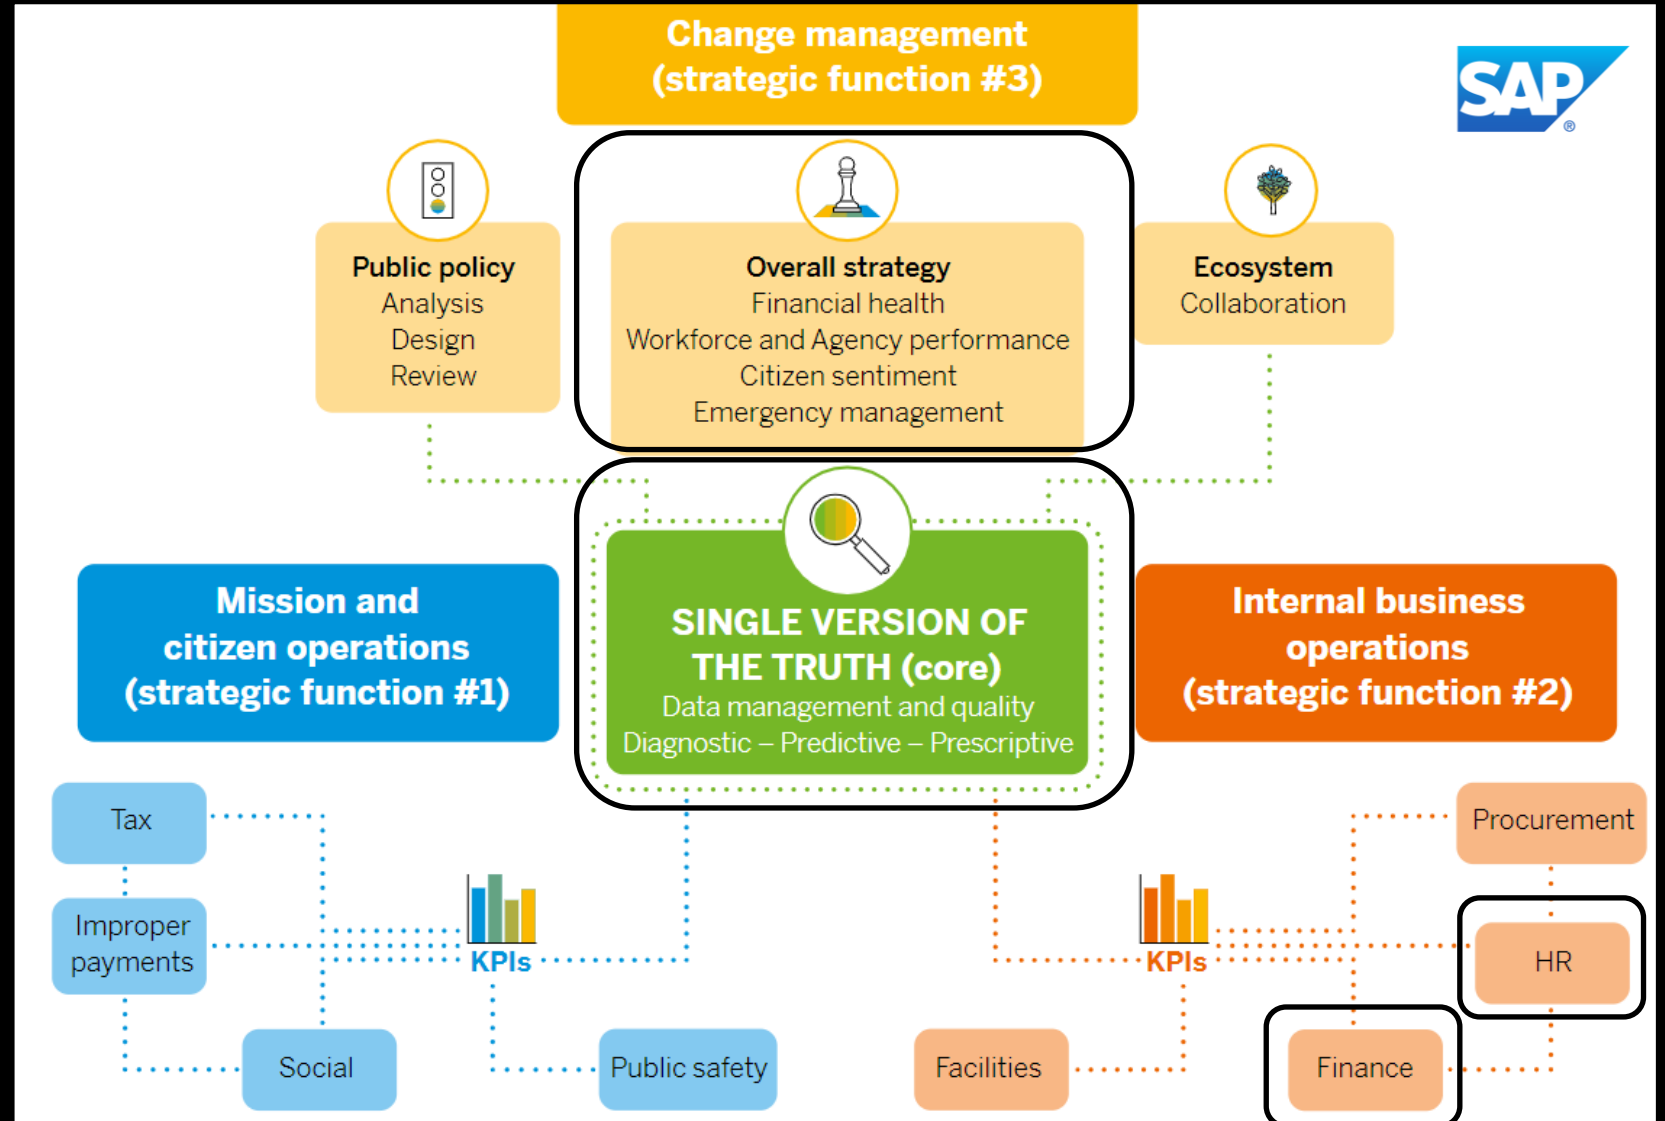 Change management
(strategic function #3)
SAP
®
Public policy
Analysis
Design
Review
Overall strategy
Financial health
Workforce and Agency performance
Citizen sentiment
Emergency management
Ecosystem
Collaboration
Mission and
citizen operations
(strategic function #1)
SINGLE VERSION OF
THE TRUTH (core)
Data management and quality
Diagnostic – Predictive – Prescriptive
Internal business
operations
(strategic function #2)
Tax
Improper
payments
KPIs
Social
Public safety
Procurement
KPIs
HR
Facilities
Finance